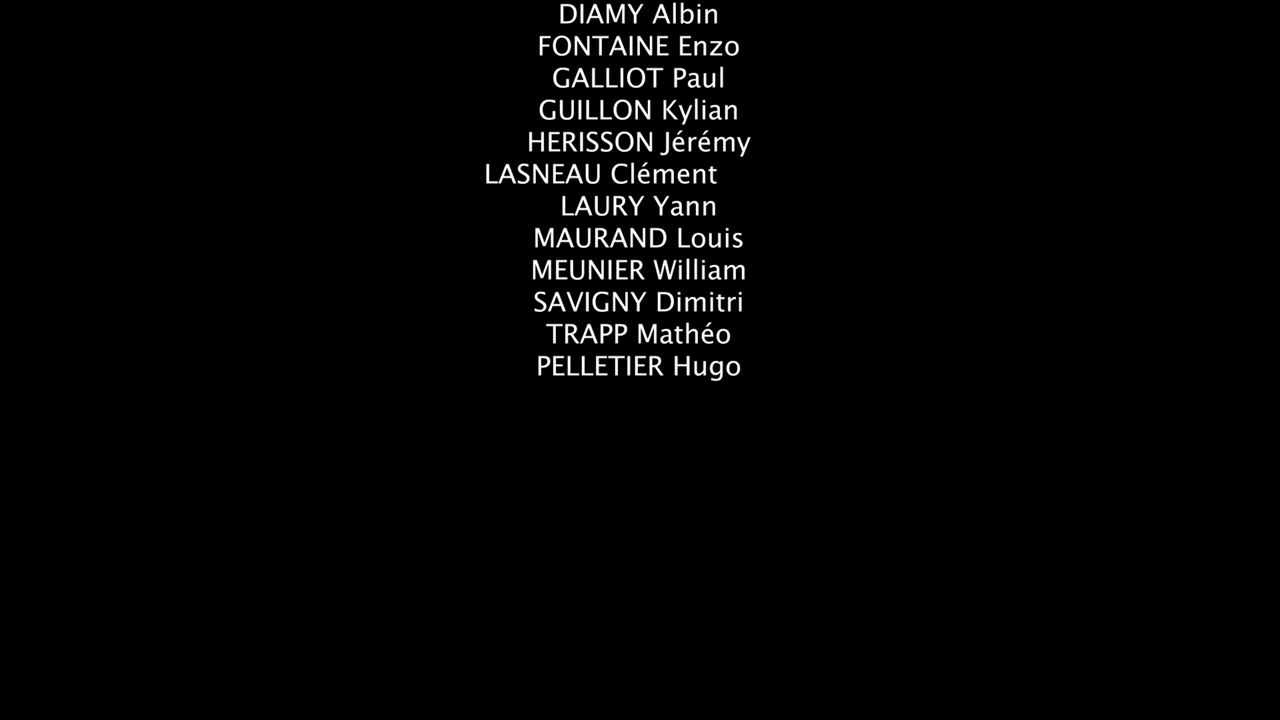 DIAMY Albin
FONTAINE Enzo
GALLIOT Paul
GUILLON Kylian
HERISSON Jérémy
LASNEAU Clément
LAURY Yann
MAURAND Louis
MEUNIER William
SAVIGNY Dimitri
TRAPP Mathéo
PELLETIER Hugo